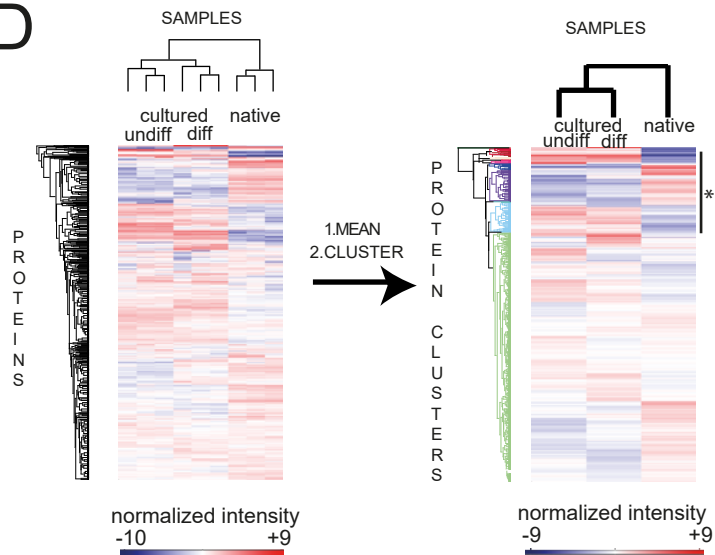 D
SAMPLES
cultured native
undiff diff
PROTEINS
normalized intensity
-10 +9
1.MEAN
2.CLUSTER
SAMPLES
cultured native
undiff diff
PROTEIN CLUSTERS
*
normalized intensity
-9 +9